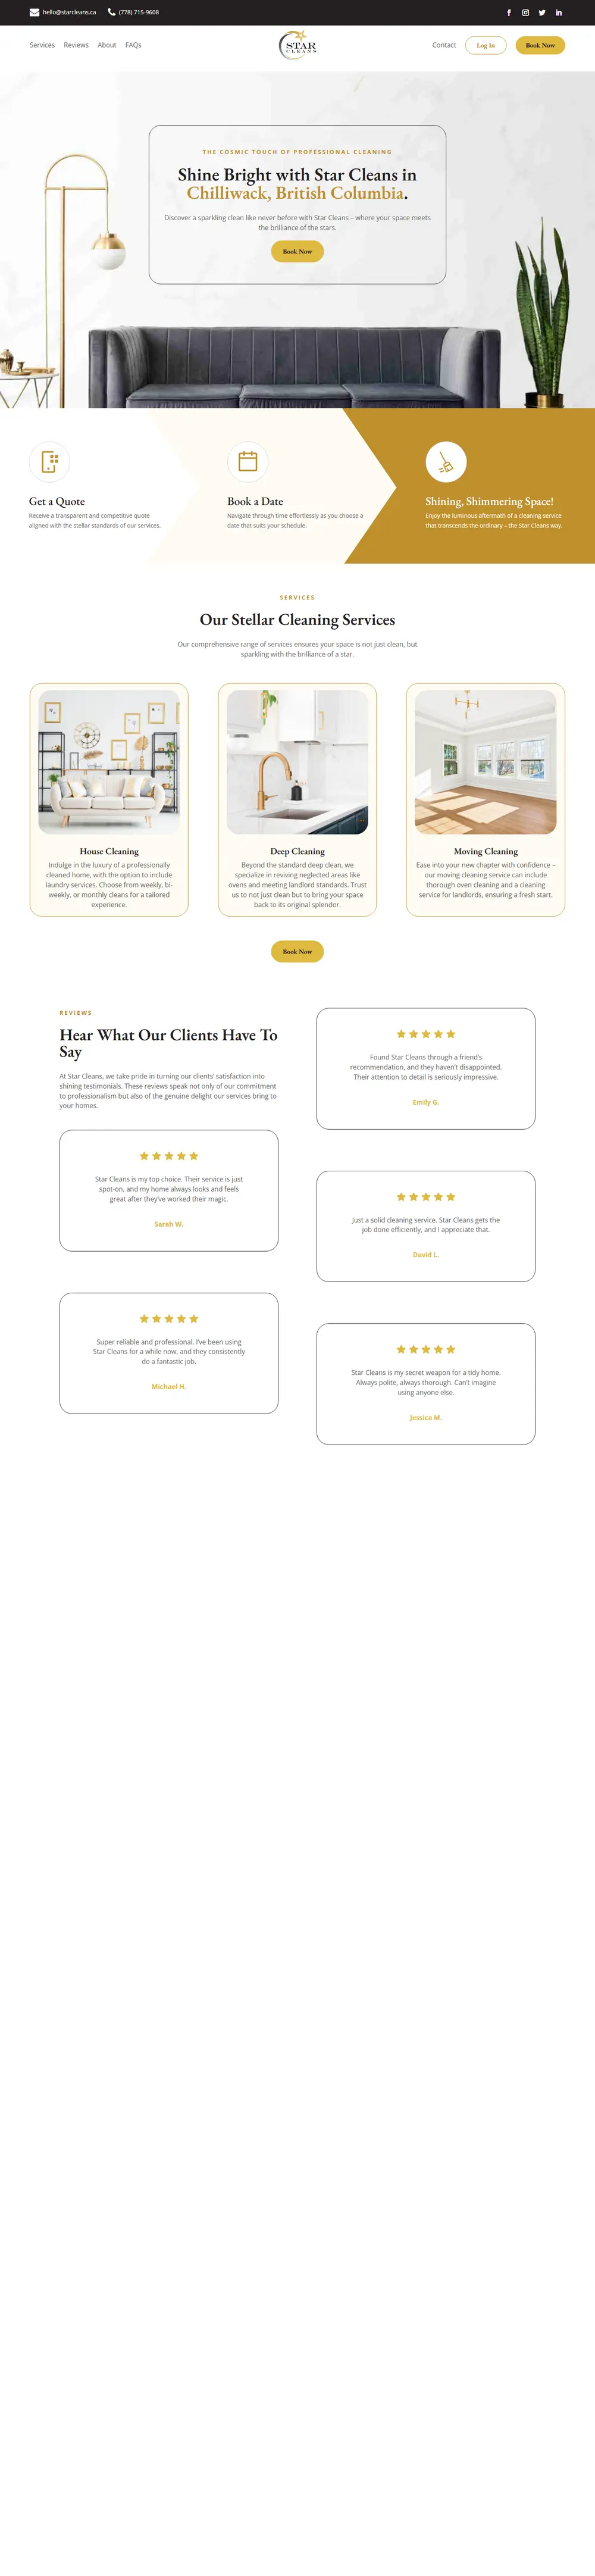 hello@starcleans.ca (778) 715-9608
Services Reviews About FAQs
STAR
CLEANS
Contact Log In Book Now
THE COSMIC TOUCH OF PROFESSIONAL CLEANING
Shine Bright with Star Cleans in
Chilliwack, British Columbia.
Discover a sparkling clean like never before with Star Cleans – where your space meets
the brilliance of the stars.
Book Now
Get a Quote
Receive a transparent and competitive quote
aligned with the stellar standards of our services.
Book a Date
Navigate through time effortlessly as you choose a
date that suits your schedule.
Shining, Shimmering Space!
Enjoy the luminous aftermath of a cleaning service
that transcends the ordinary – the Star Cleans way.
SERVICES
Our Stellar Cleaning Services
Our comprehensive range of services ensures your space is not just clean, but
sparkling with the brilliance of a star.
House Cleaning
Indulge in the luxury of a professionally
cleaned home, with the option to include
laundry services. Choose from weekly, bi-
weekly, or monthly cleans for a tailored
experience.
Deep Cleaning
Beyond the standard deep clean, we
specialize in reviving neglected areas like
ovens and meeting landlord standards. Trust
us to not just clean but to bring your space
back to its original splendor.
Moving Cleaning
Ease into your new chapter with confidence –
our moving cleaning service can include
thorough oven cleaning and a cleaning
service for landlords, ensuring a fresh start.
Book Now
REVIEWS
Hear What Our Clients Have To
Say
At Star Cleans, we take pride in turning our clients' satisfaction into
shining testimonials. These reviews speak not only of our commitment
to professionalism but also of the genuine delight our services bring to
your homes.
Star Cleans is my top choice. Their service is just
spot-on, and my home always looks and feels
great after they've worked their magic.
Sarah W.
Super reliable and professional. I've been using
Star Cleans for a while now, and they consistently
do a fantastic job.
Michael H.
Found Star Cleans through a friend's
recommendation, and they haven't disappointed.
Their attention to detail is seriously impressive.
Emily G.
Just a solid cleaning service. Star Cleans gets the
job done efficiently, and I appreciate that.
David L.
Star Cleans is my secret weapon for a tidy home.
Always polite, always thorough. Can't imagine
using anyone else.
Jessica M.